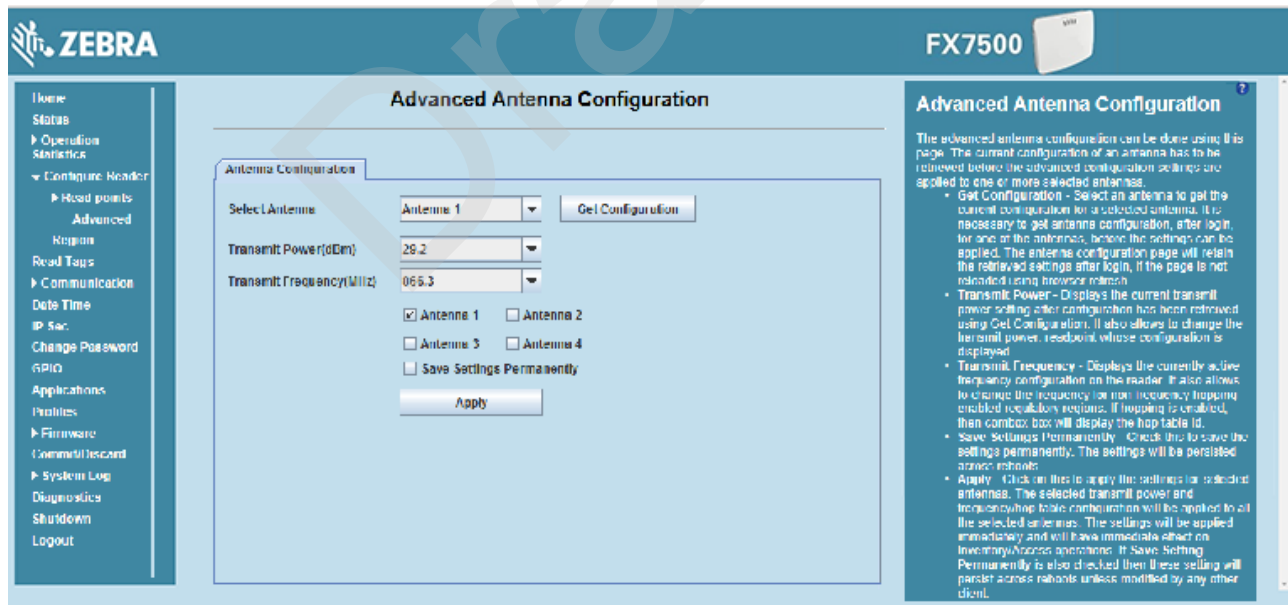 ZEBRA
FX7500
Home
Status
Operation
Statistics
Configure Reader
Read points
Advanced
Region
Read Tags
Communication
Date Time
IP Sec.
Change Password
GPIO
Applications
Profiles
Firmware
Commit/Discard
System Log
Diagnostics
Shutdown
Logout
Advanced Antenna Configuration
Antenna Configuration
Select Antenna Antenna 1 Get Configuration
Transmit Power(dBm) 29.2
Transmit Frequency(MHz) 866.3
Antenna 1 Antenna 2
Antenna 3 Antenna 4
Save Settings Permanently
Apply
?
Advanced Antenna Configuration
The advanced antenna configuration can be done using this
page. The current configuration of an antenna has to be
retrieved before the advanced configuration settings are
applied to one or more selected antennas.
• Get Configuration - Select an antenna to get the
current configuration for a selected antenna. It is
necessary to get antenna configuration, after login,
for one of the antennas, before the settings can be
applied. The antenna configuration page will retain
the retrieved settings after login, if the page is not
reloaded using browser refresh
• Transmit Power - Displays the current transmit
power setting after configuration has been retreived
using Get Configuration. It also allows to change the
transmit power, readpoint whose configuration is
displayed
• Transmit Frequency - Displays the currently active
frequency configuration on the reader. It also allows
to change the frequency for non frequency hopping
enabled regulatory regions. If hopping is enabled,
then combox box will display the hop table id.
• Save Settings Permanently - Check this to save the
settings permanently. The settings will be persisted
across reboots
• Apply - Click on this to apply the settings for selected
antennas. The selected transmit power and
frequency/hop table configuration will be applied to all
the selected antennas. The settings will be applied
immediately and will have immediate effect on
Inventory/Access operations. If Save Setting
Permanently is also checked then these setting will
persist across reboots unless modified by any other
client.